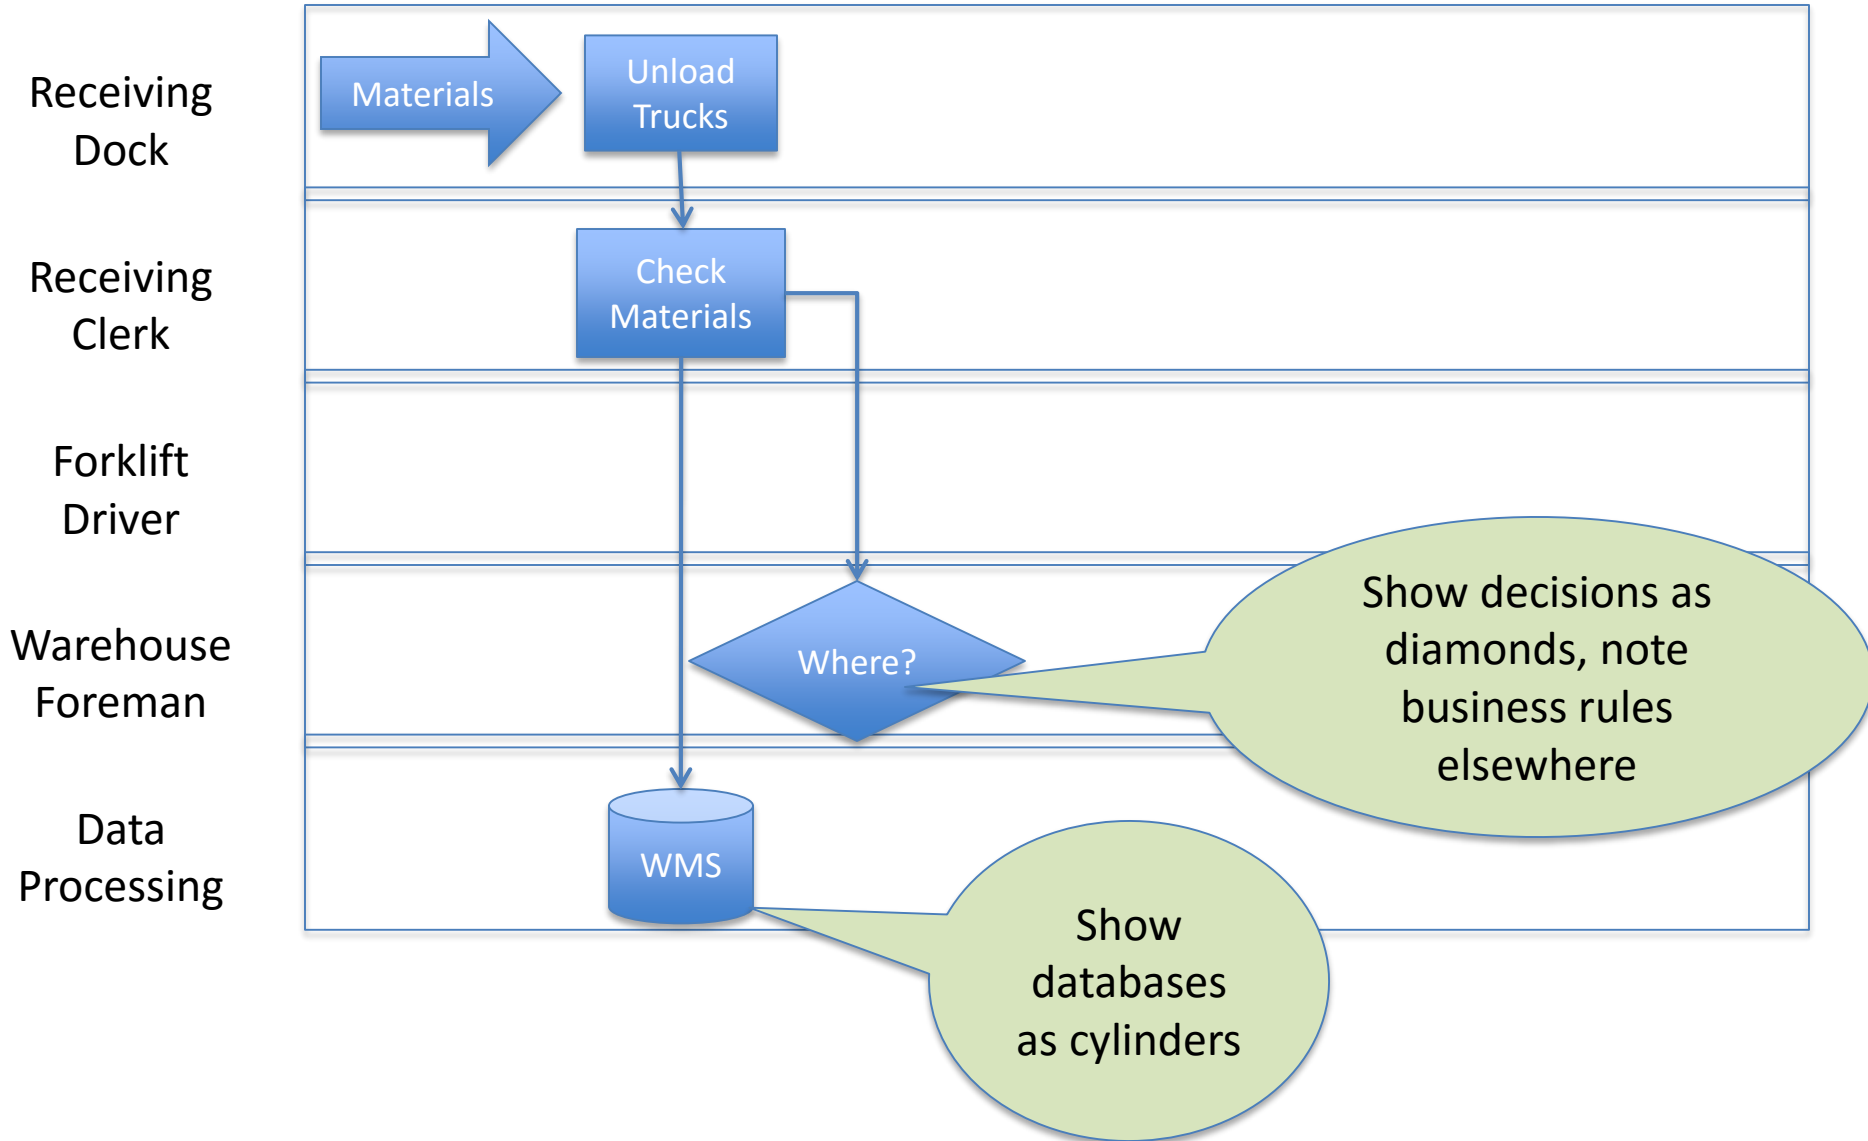 Receiving
Dock
Materials
Unload
Trucks
Receiving
Clerk
Check
Materials
Forklift
Driver
Warehouse
Foreman
Where?
Show decisions as
diamonds, note
business rules
elsewhere
Data
Processing
WMS
Show
databases
as cylinders